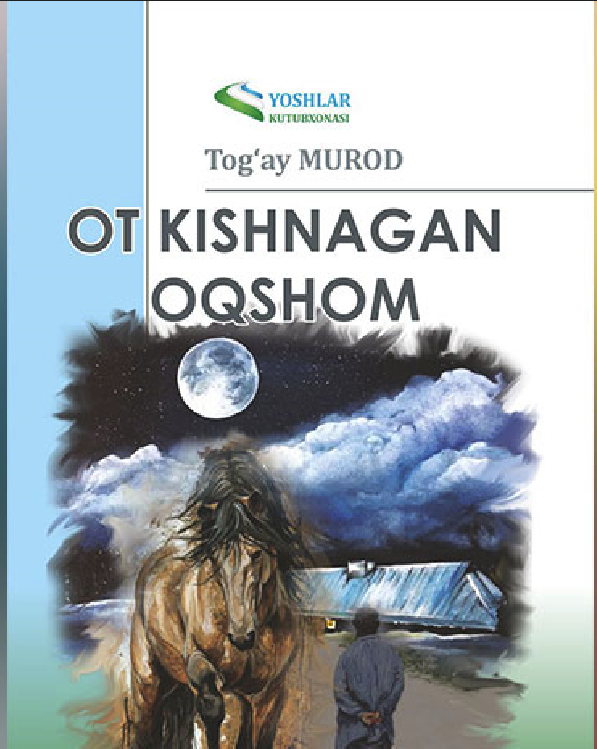 YOSHLAR
KUTUBXONASI
Tog‘ay MUROD
OT KISHNAGAN
OQSHOM